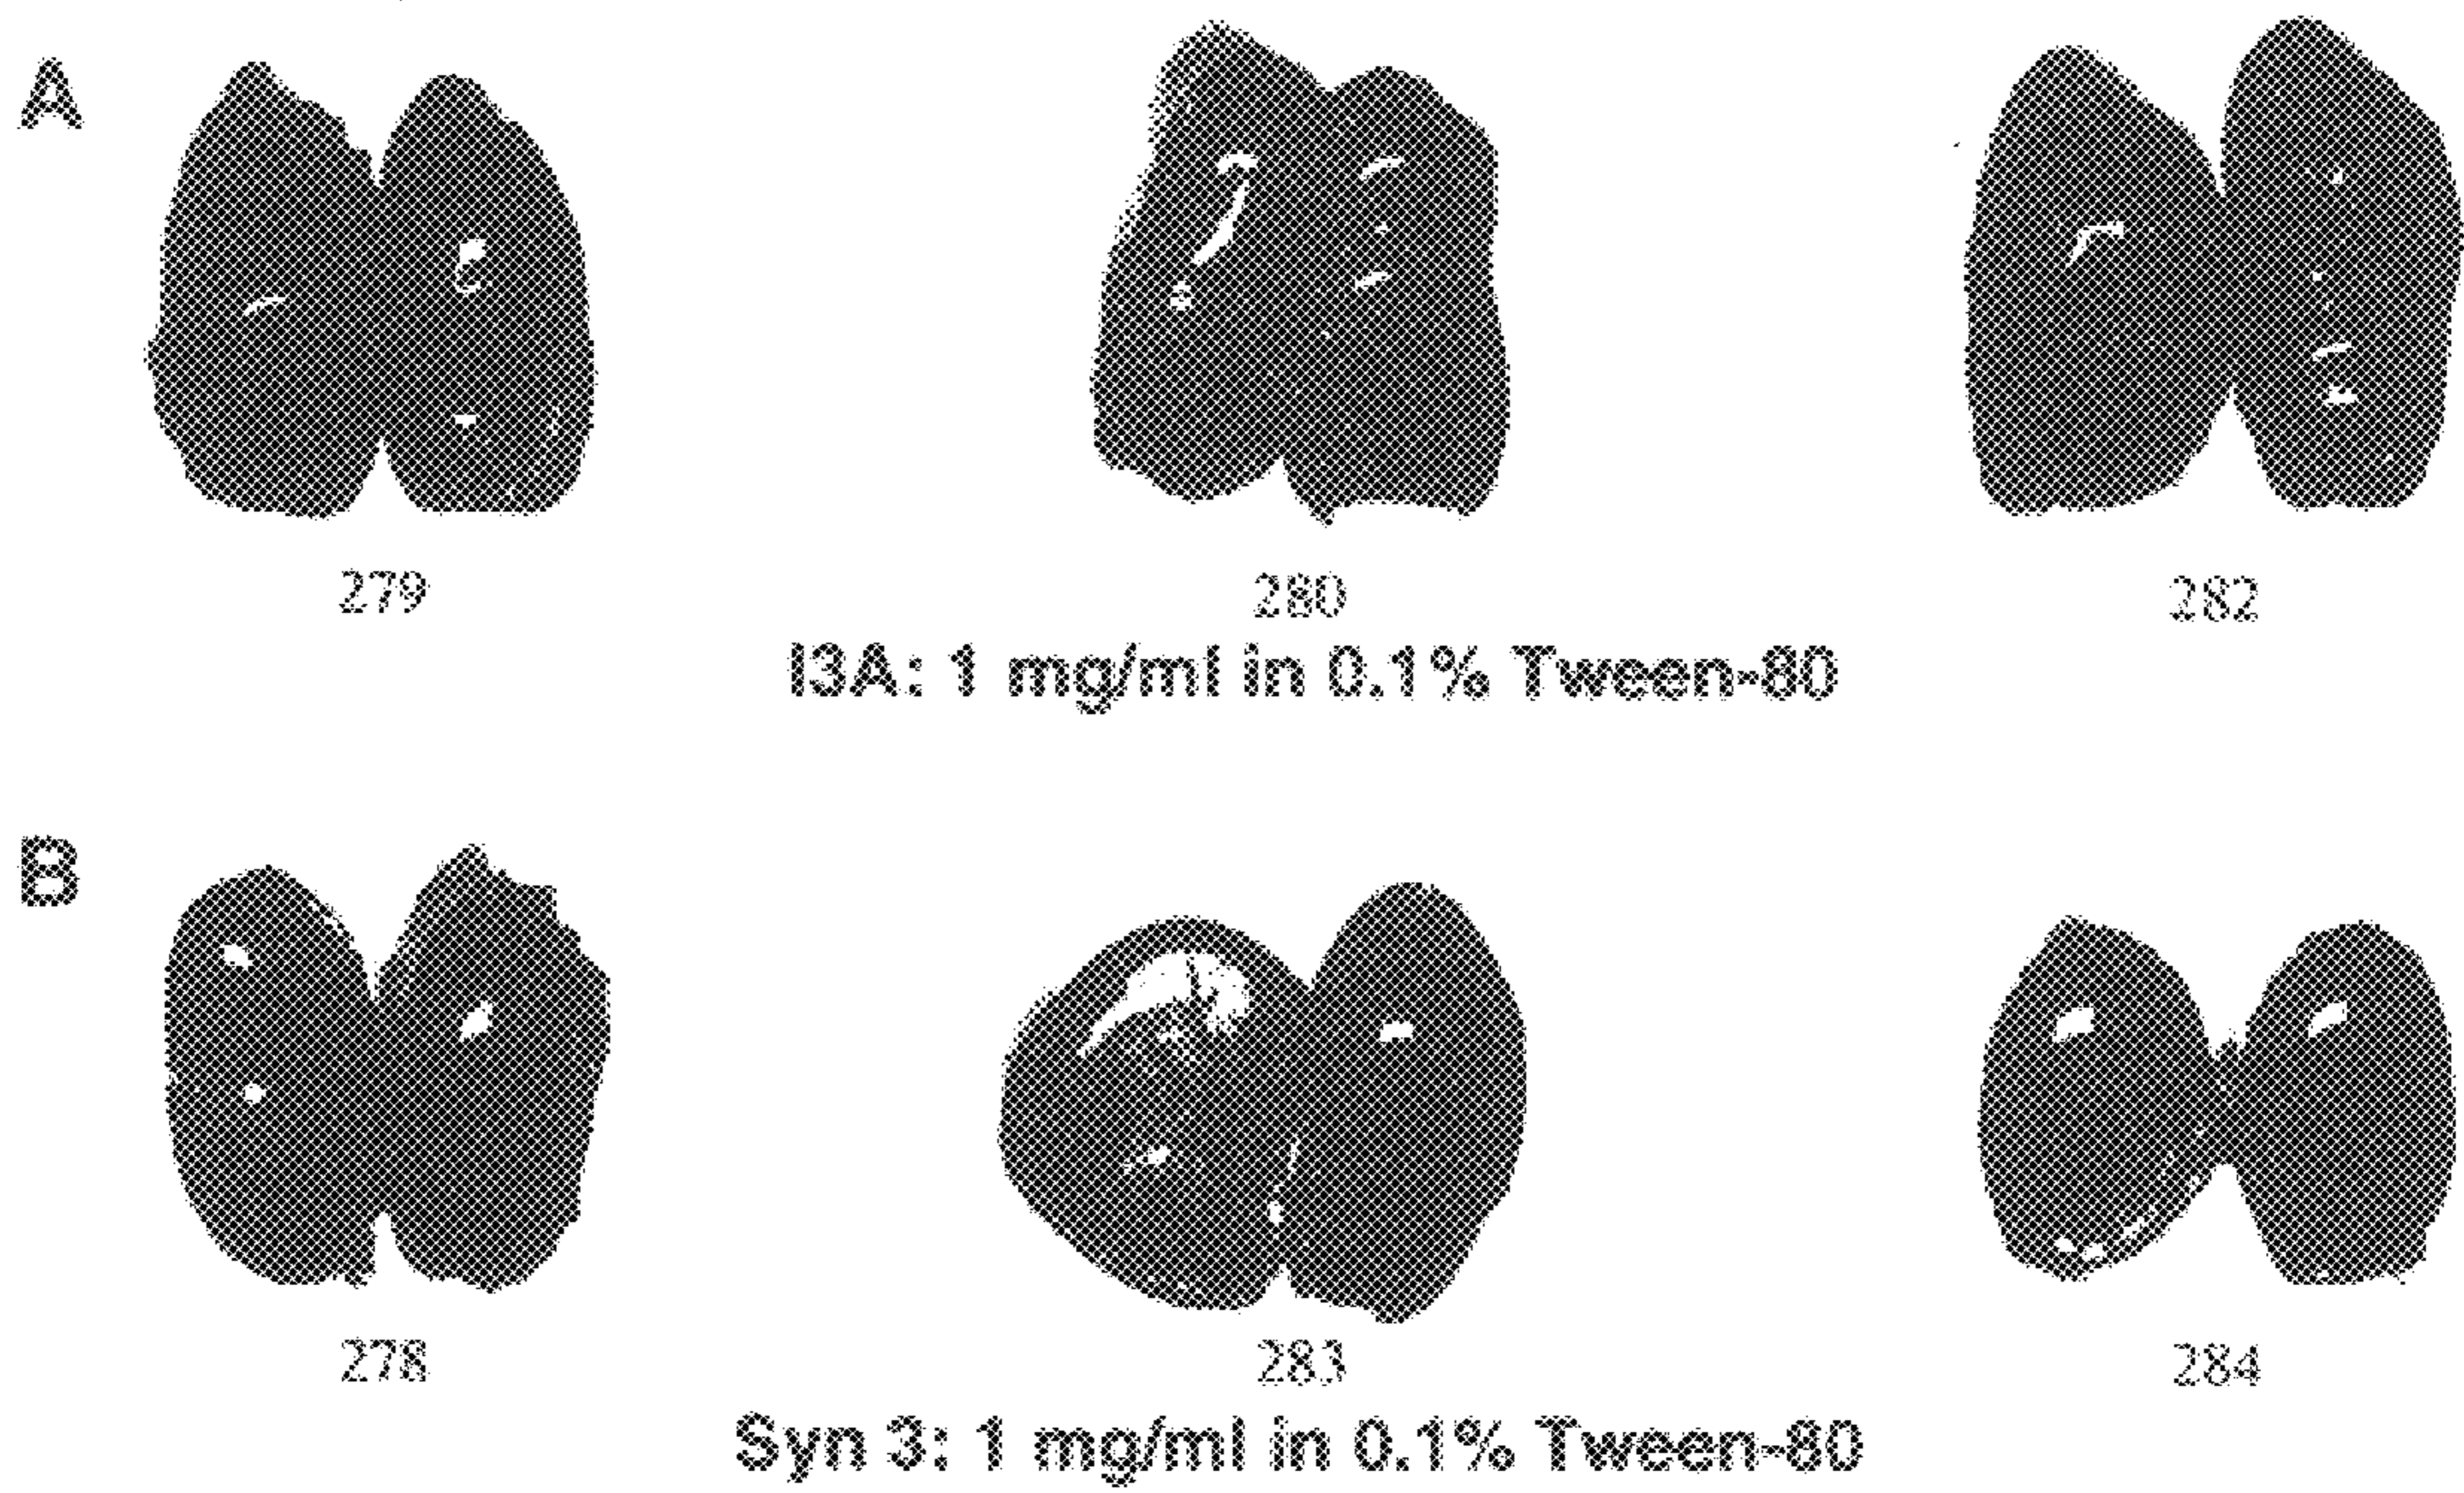 A
279 280 282
I3A: 1 mg/ml in 0.1% Tween-80
B
278 283 284
Syn 3: 1 mg/ml in 0.1% Tween-80